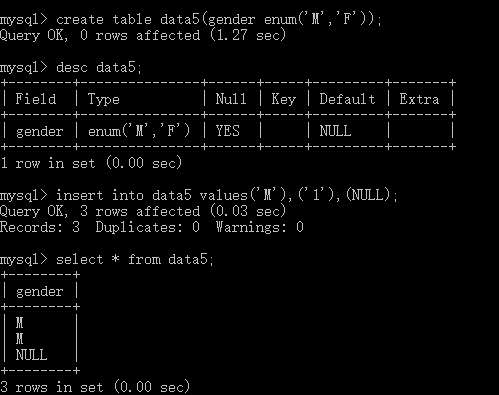 mysql> create table data5(gender enum('M','F'));
Query OK, 0 rows affected (1.27 sec)
mysql> desc data5;
+--------+---------------+------+-----+---------+-------+
| Field | Type | Null | Key | Default | Extra |
+--------+---------------+------+-----+---------+-------+
| gender | enum('M','F') | YES | | NULL | |
+--------+---------------+------+-----+---------+-------+
1 row in set (0.00 sec)
mysql> insert into data5 values('M'),('1'),(NULL);
Query OK, 3 rows affected (0.03 sec)
Records: 3 Duplicates: 0 Warnings: 0
mysql> select * from data5;
+--------+
| gender |
+--------+
| M |
| M |
| NULL |
+--------+
3 rows in set (0.00 sec)